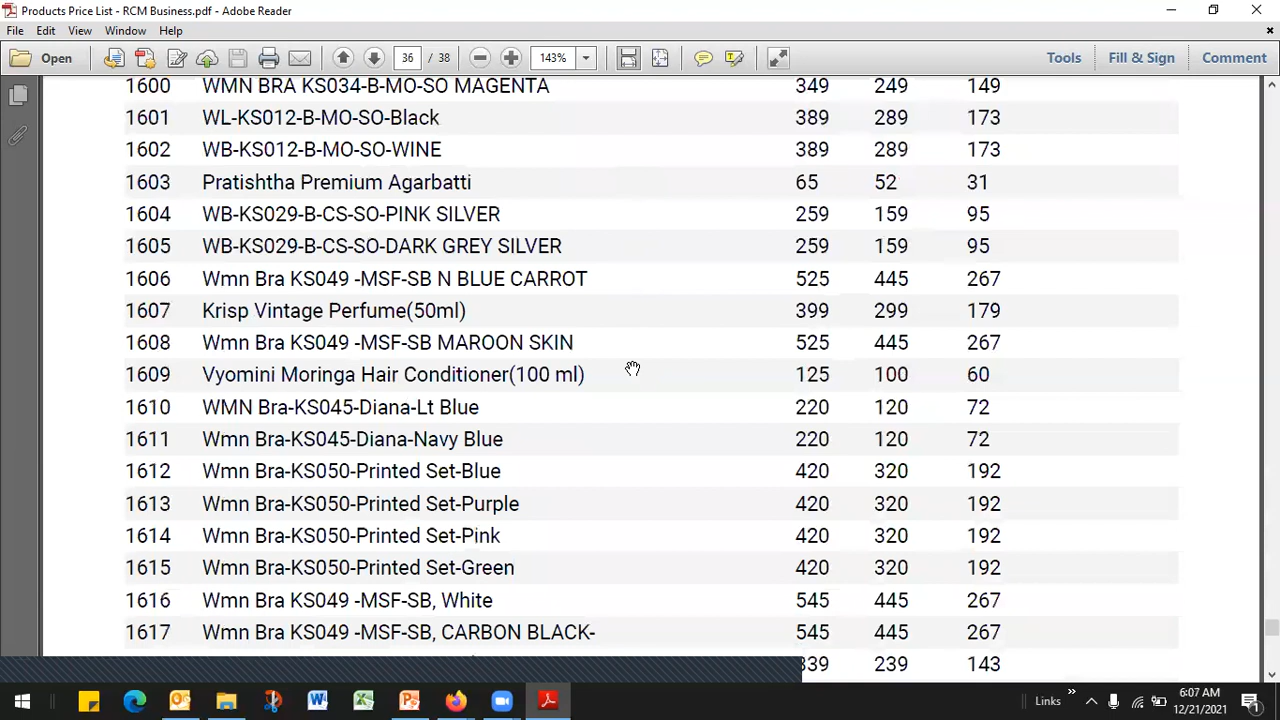 Products Price List - RCM Business.pdf - Adobe Reader
File Edit View Window Help
Open 36 / 38 143% Tools Fill & Sign Comment
1600 WMN BRA KS034-B-MO-SO MAGENTA 349 249 149
1601 WL-KS012-B-MO-SO-Black 389 289 173
1602 WB-KS012-B-MO-SO-WINE 389 289 173
1603 Pratishtha Premium Agarbatti 65 52 31
1604 WB-KS029-B-CS-SO-PINK SILVER 259 159 95
1605 WB-KS029-B-CS-SO-DARK GREY SILVER 259 159 95
1606 Wmn Bra KS049 -MSF-SB N BLUE CARROT 525 445 267
1607 Krisp Vintage Perfume(50ml) 399 299 179
1608 Wmn Bra KS049 -MSF-SB MAROON SKIN 525 445 267
1609 Vyomini Moringa Hair Conditioner(100 ml) 125 100 60
1610 WMN Bra-KS045-Diana-Lt Blue 220 120 72
1611 Wmn Bra-KS045-Diana-Navy Blue 220 120 72
1612 Wmn Bra-KS050-Printed Set-Blue 420 320 192
1613 Wmn Bra-KS050-Printed Set-Purple 420 320 192
1614 Wmn Bra-KS050-Printed Set-Pink 420 320 192
1615 Wmn Bra-KS050-Printed Set-Green 420 320 192
1616 Wmn Bra KS049 -MSF-SB, White 545 445 267
1617 Wmn Bra KS049 -MSF-SB, CARBON BLACK- 545 445 267
339 239 143
Links 6:07 AM
12/21/2021